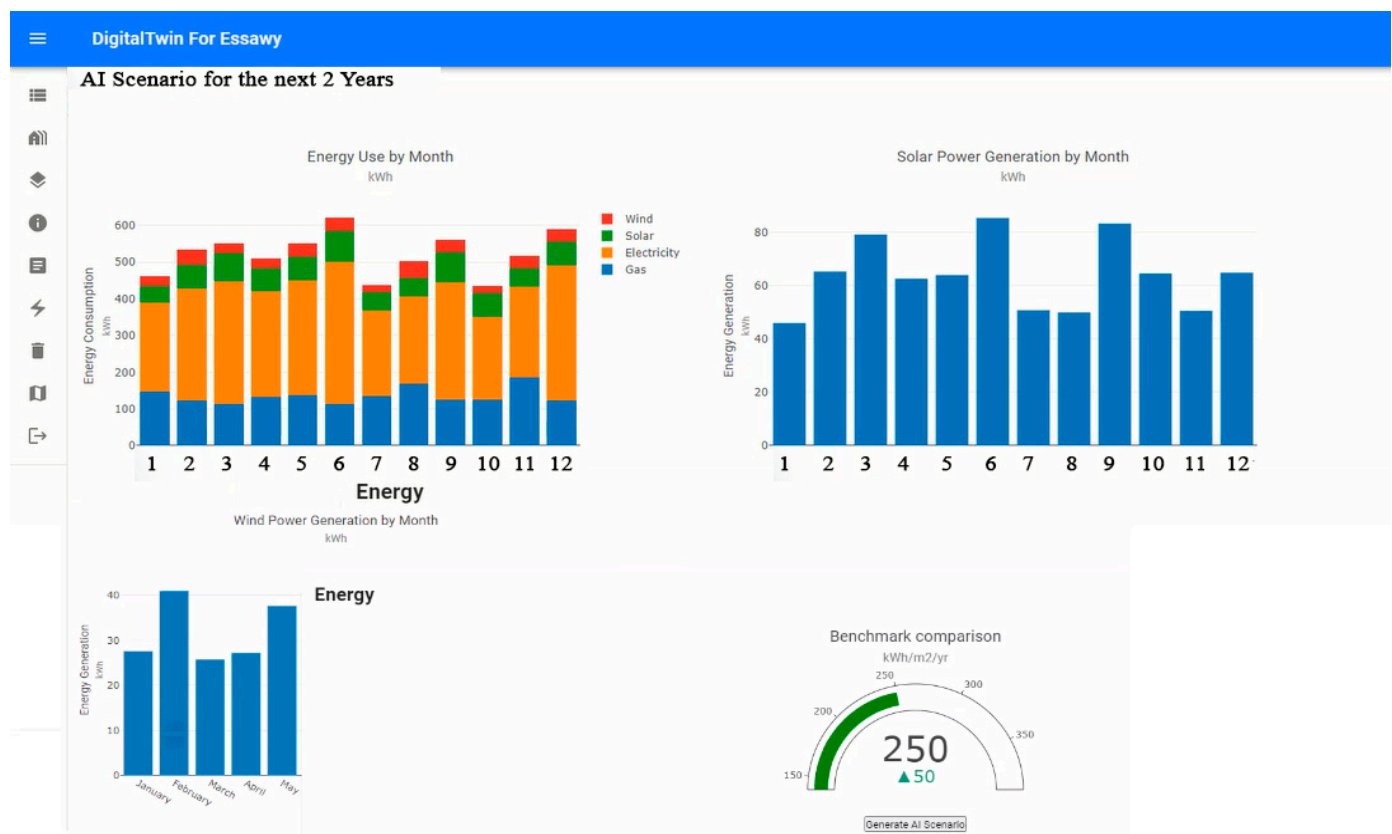 DigitalTwin For Essawy
AI Scenario for the next 2 Years
Energy Use by Month
kWh
Energy Consumption
kWh
600
500
400
300
200
100
0
1 2 3 4 5 6 7 8 9 10 11 12
Wind
Solar
Electricity
Gas
Solar Power Generation by Month
kWh
Energy Generation
kWh
80
60
40
20
0
1 2 3 4 5 6 7 8 9 10 11 12
Energy
Wind Power Generation by Month
kWh
Energy Generation
kWh
40
30
20
10
0
January February March April May
Energy
Benchmark comparison
kWh/m2/yr
150
200
250
300
350
250
▲50
Generate AI Scenario